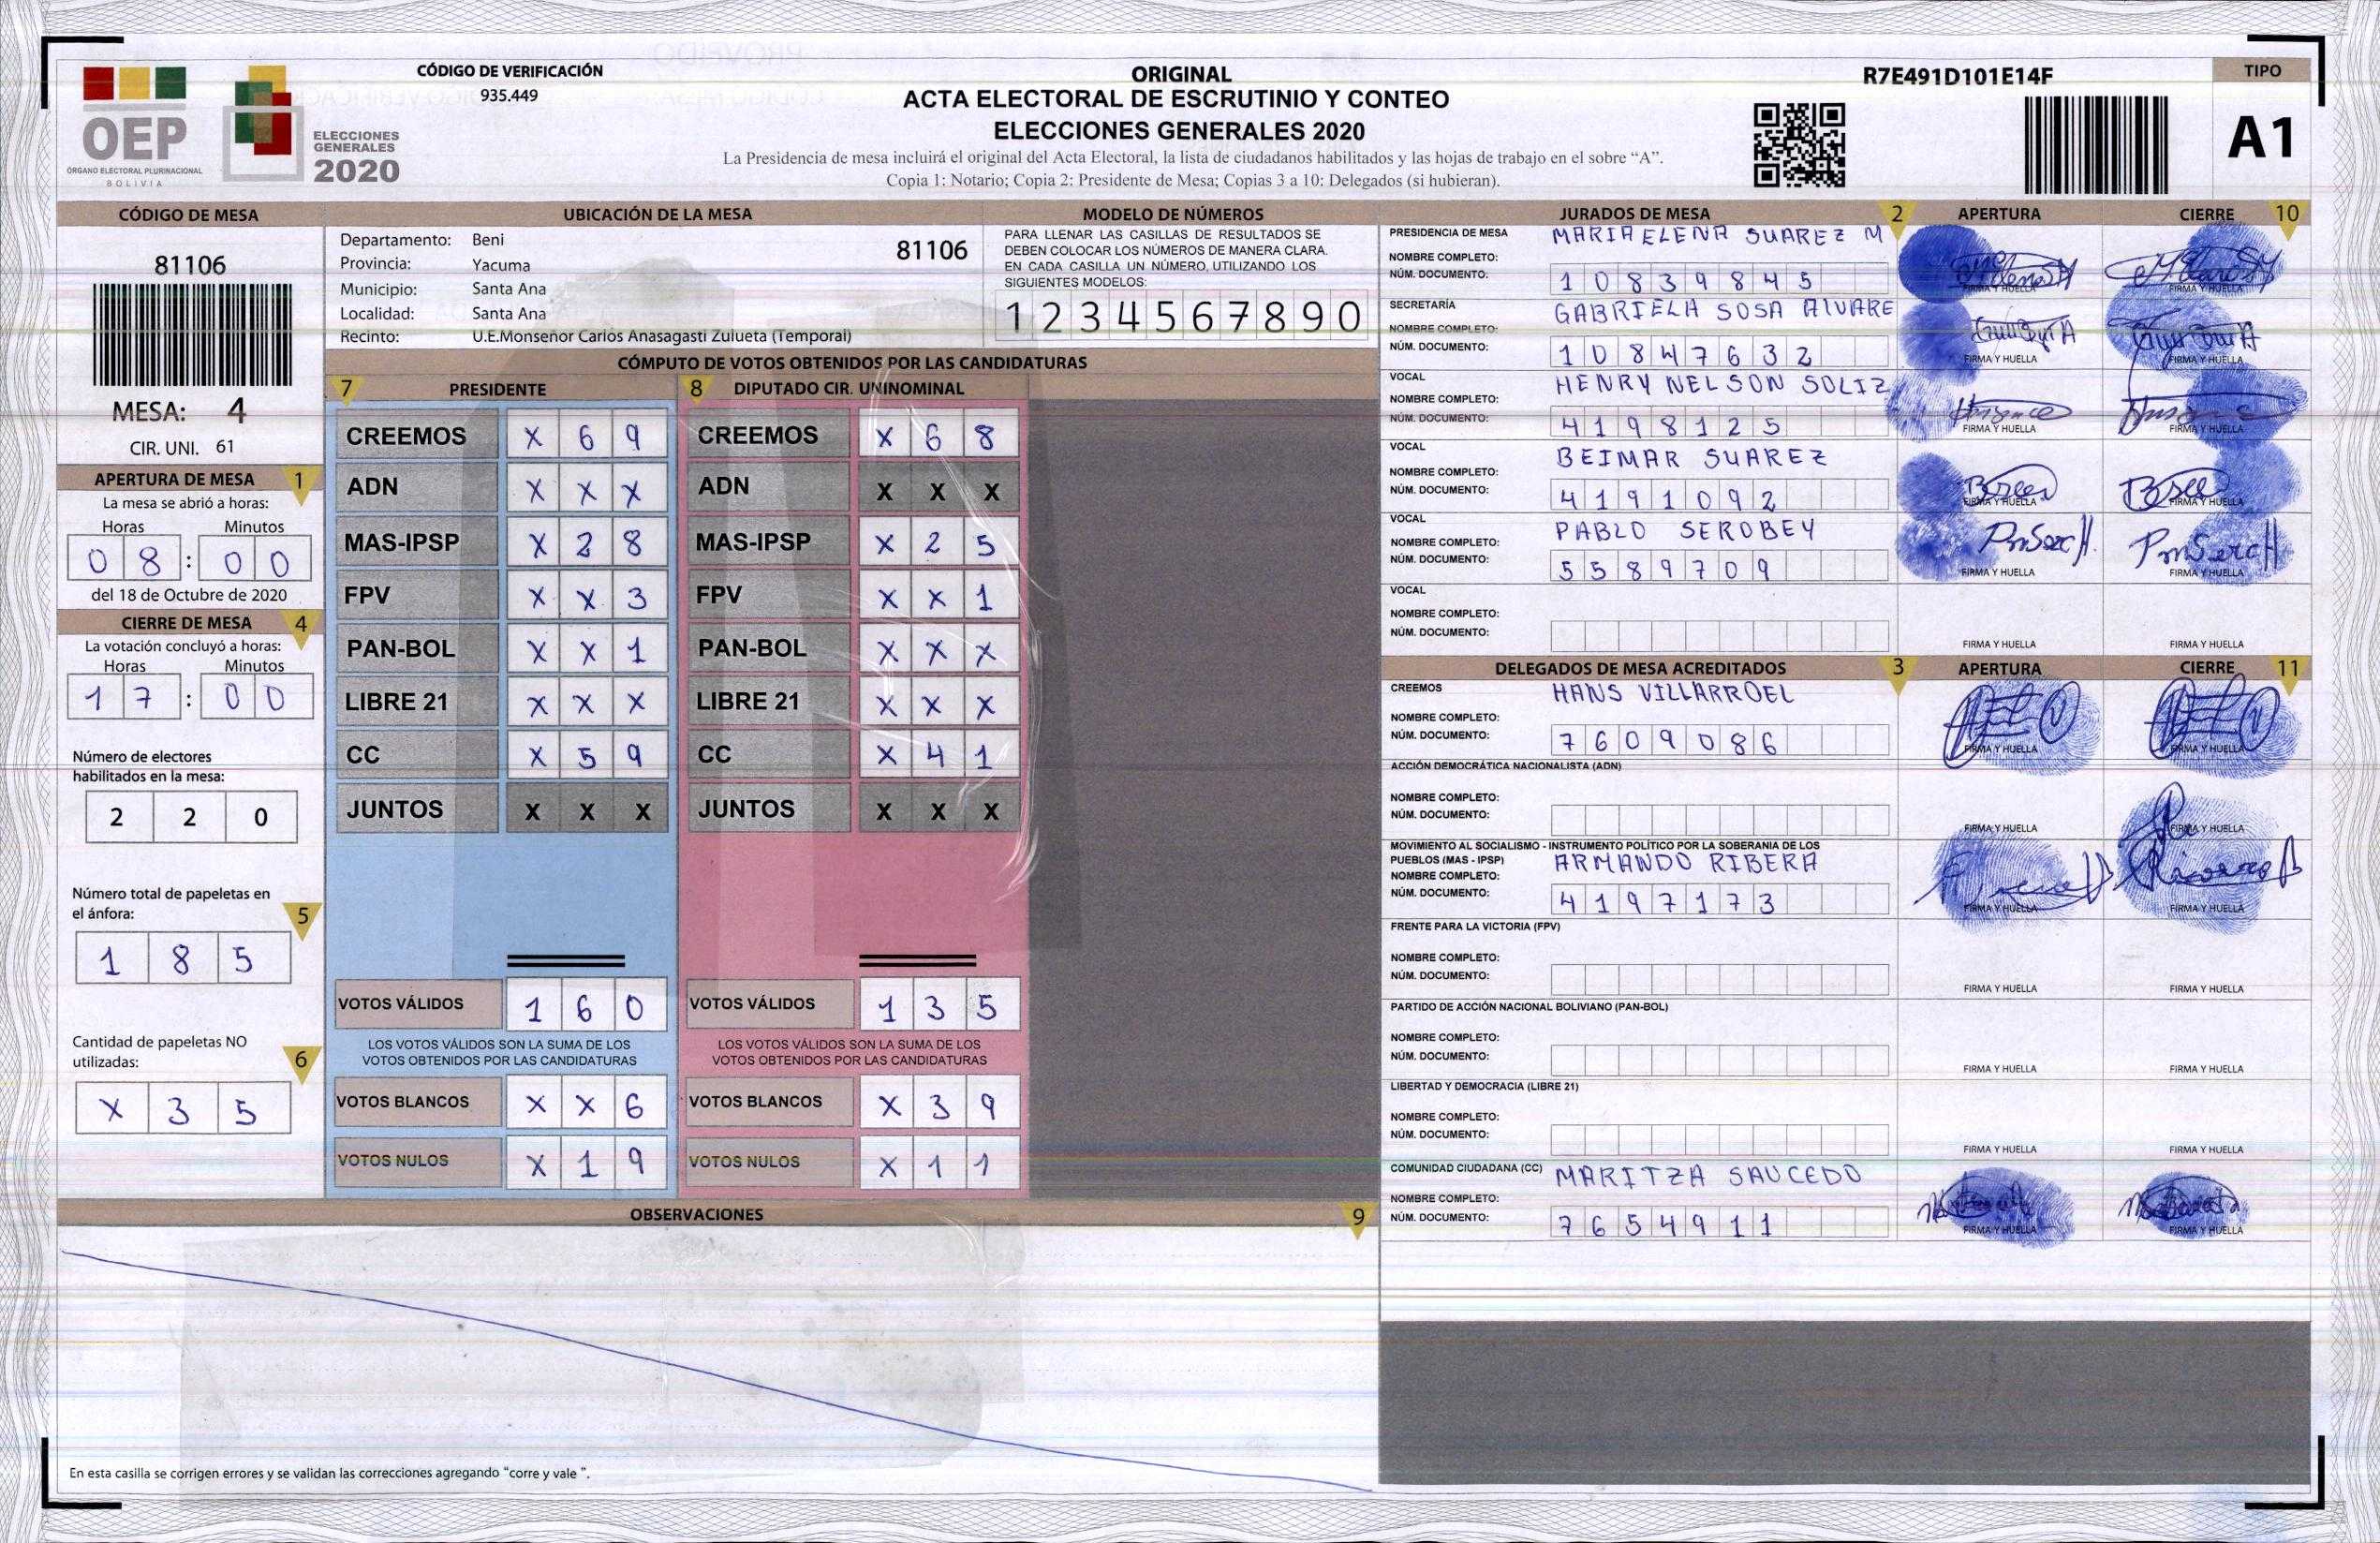 OEP
ÓRGANO ELECTORAL PLURINACIONAL
BOLIVIA
ELECCIONES
GENERALES
2020
CÓDIGO DE VERIFICACIÓN
935.449
ORIGINAL
ACTA ELECTORAL DE ESCRUTINIO Y CONTEO
ELECCIONES GENERALES 2020
La Presidencia de mesa incluirá el original del Acta Electoral, la lista de ciudadanos habilitados y las hojas de trabajo en el sobre “A”.
Copia 1: Notario; Copia 2: Presidente de Mesa; Copias 3 a 10: Delegados (si hubieran).
R7E491D101E14F
TIPO
A1
CÓDIGO DE MESA
81106
MESA: 4
CIR. UNI. 61
APERTURA DE MESA 1
La mesa se abrió a horas:
Horas Minutos
0 8 : 0 0
del 18 de Octubre de 2020
CIERRE DE MESA 4
La votación concluyó a horas:
Horas Minutos
1 7 : 0 0
Número de electores
habilitados en la mesa:
2 2 0
Número total de papeletas en
el ánfora: 5
1 8 5
Cantidad de papeletas NO
utilizadas: 6
X 3 5
UBICACIÓN DE LA MESA
Departamento: Beni
81106
Provincia: Yacuma
Municipio: Santa Ana
Localidad: Santa Ana
Recinto: U.E.Monseñor Carlos Anasagasti Zulueta (Temporal)
MODELO DE NÚMEROS
PARA LLENAR LAS CASILLAS DE RESULTADOS SE
DEBEN COLOCAR LOS NÚMEROS DE MANERA CLARA.
EN CADA CASILLA UN NÚMERO, UTILIZANDO LOS
SIGUIENTES MODELOS:
1 2 3 4 5 6 7 8 9 0
CÓMPUTO DE VOTOS OBTENIDOS POR LAS CANDIDATURAS
7 PRESIDENTE
CREEMOS X 6 9
ADN X X X
MAS-IPSP X 2 8
FPV X X 3
PAN-BOL X X 1
LIBRE 21 X X X
CC X 5 9
JUNTOS X X X
VOTOS VÁLIDOS 1 6 0
LOS VOTOS VÁLIDOS SON LA SUMA DE LOS
VOTOS OBTENIDOS POR LAS CANDIDATURAS
VOTOS BLANCOS X X 6
VOTOS NULOS X 1 9
8 DIPUTADO CIR. UNINOMINAL
CREEMOS X 6 8
ADN X X X
MAS-IPSP X 2 5
FPV X X 1
PAN-BOL X X X
LIBRE 21 X X X
CC X 4 1
JUNTOS X X X
VOTOS VÁLIDOS 1 3 5
LOS VOTOS VÁLIDOS SON LA SUMA DE LOS
VOTOS OBTENIDOS POR LAS CANDIDATURAS
VOTOS BLANCOS X 3 9
VOTOS NULOS X 1 1
OBSERVACIONES 9
En esta casilla se corrigen errores y se validan las correcciones agregando “corre y vale ”.
JURADOS DE MESA 2 APERTURA CIERRE 10
PRESIDENCIA DE MESA MARIA ELENA SUAREZ M
NOMBRE COMPLETO:
NÚM. DOCUMENTO: 1 0 8 3 9 8 4 5
FIRMA Y HUELLA FIRMA Y HUELLA
SECRETARÍA GABRIELA SOSA ALVARE
NOMBRE COMPLETO:
NÚM. DOCUMENTO: 1 0 8 4 7 6 3 2
FIRMA Y HUELLA FIRMA Y HUELLA
VOCAL HENRY NELSON SOLIZ
NOMBRE COMPLETO:
NÚM. DOCUMENTO: 4 1 9 8 1 2 5
FIRMA Y HUELLA FIRMA Y HUELLA
VOCAL BEIMAR SUAREZ
NOMBRE COMPLETO:
NÚM. DOCUMENTO: 4 1 9 1 0 9 2
FIRMA Y HUELLA FIRMA Y HUELLA
VOCAL PABLO SEROBEY
NOMBRE COMPLETO:
NÚM. DOCUMENTO: 5 5 8 9 7 0 9
FIRMA Y HUELLA FIRMA Y HUELLA
VOCAL
NOMBRE COMPLETO:
NÚM. DOCUMENTO:
FIRMA Y HUELLA FIRMA Y HUELLA
DELEGADOS DE MESA ACREDITADOS 3 APERTURA CIERRE 11
CREEMOS HANS VILLARROEL
NOMBRE COMPLETO:
NÚM. DOCUMENTO: 7 6 0 9 0 8 6
FIRMA Y HUELLA FIRMA Y HUELLA
ACCIÓN DEMOCRÁTICA NACIONALISTA (ADN)
NOMBRE COMPLETO:
NÚM. DOCUMENTO:
FIRMA Y HUELLA FIRMA Y HUELLA
MOVIMIENTO AL SOCIALISMO - INSTRUMENTO POLÍTICO POR LA SOBERANIA DE LOS
PUEBLOS (MAS - IPSP) ARMANDO RIBERA
NOMBRE COMPLETO:
NÚM. DOCUMENTO: 4 1 9 7 1 7 3
FIRMA Y HUELLA FIRMA Y HUELLA
FRENTE PARA LA VICTORIA (FPV)
NOMBRE COMPLETO:
NÚM. DOCUMENTO:
FIRMA Y HUELLA FIRMA Y HUELLA
PARTIDO DE ACCIÓN NACIONAL BOLIVIANO (PAN-BOL)
NOMBRE COMPLETO:
NÚM. DOCUMENTO:
FIRMA Y HUELLA FIRMA Y HUELLA
LIBERTAD Y DEMOCRACIA (LIBRE 21)
NOMBRE COMPLETO:
NÚM. DOCUMENTO:
FIRMA Y HUELLA FIRMA Y HUELLA
COMUNIDAD CIUDADANA (CC) MARITZA SAUCEDO
NOMBRE COMPLETO:
NÚM. DOCUMENTO: 7 6 5 4 9 1 1
FIRMA Y HUELLA FIRMA Y HUELLA